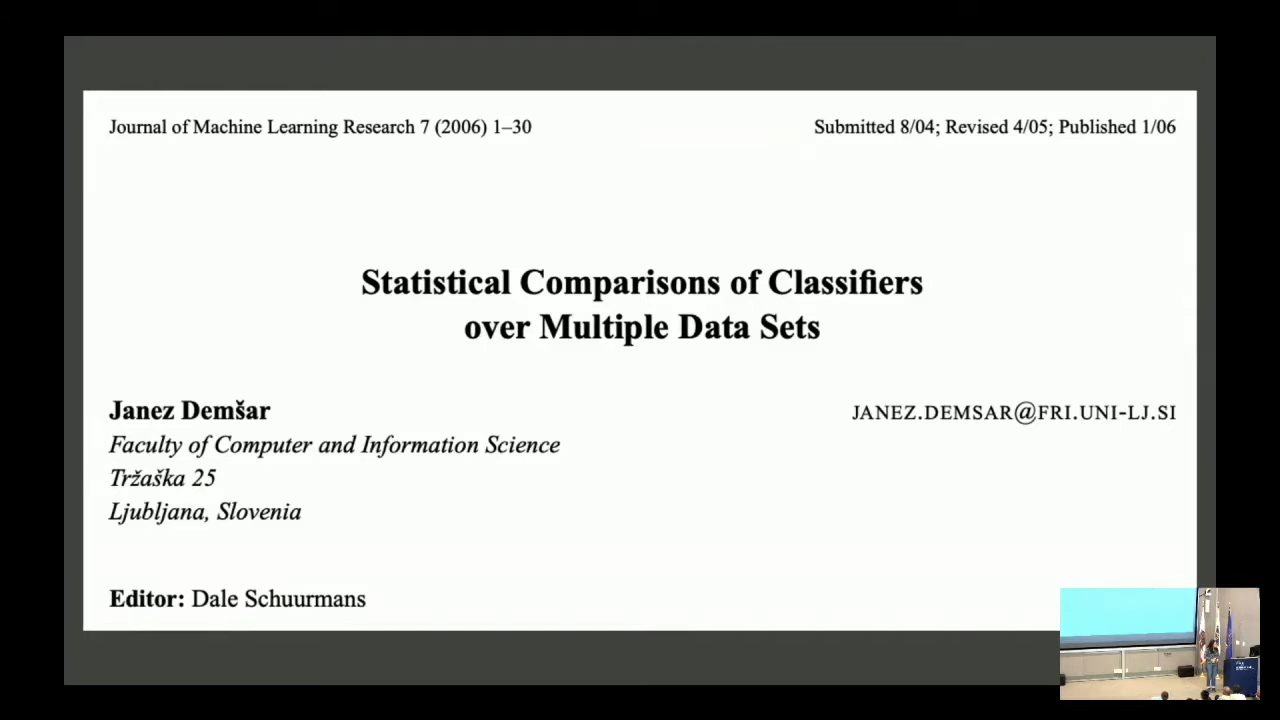 Journal of Machine Learning Research 7 (2006) 1–30
Submitted 8/04; Revised 4/05; Published 1/06
Statistical Comparisons of Classifiers
over Multiple Data Sets
Janez Demšar
JANEZ.DEMSAR@FRI.UNI-LJ.SI
Faculty of Computer and Information Science
Tržaška 25
Ljubljana, Slovenia
Editor: Dale Schuurmans